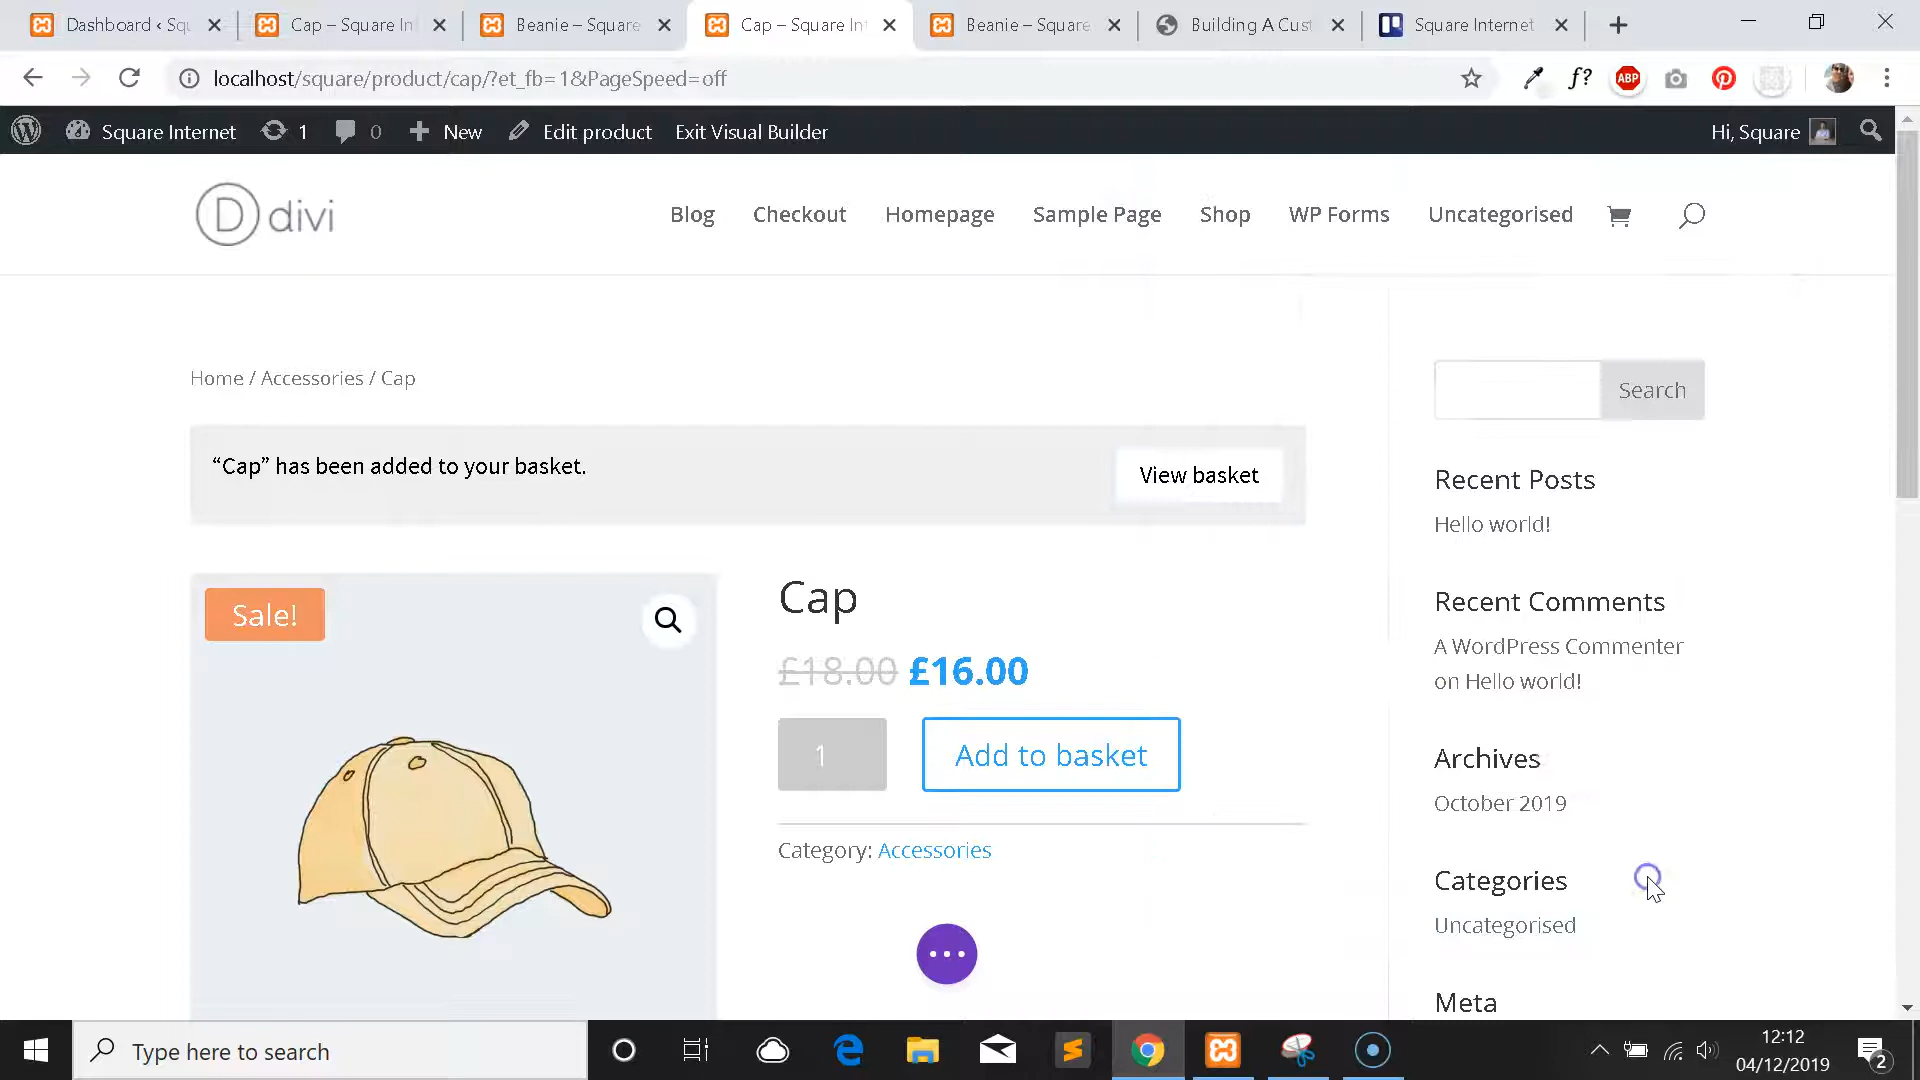 Dashboard ‹ Squ
Cap – Square In
Beanie – Square
Cap – Square Int
Beanie – Square
Building A Cust
Square Internet
localhost/square/product/cap/?et_fb=1&PageSpeed=off
f?
ABP
Square Internet 1 0 New Edit product Exit Visual Builder
Hi, Square
D divi
Blog Checkout Homepage Sample Page Shop WP Forms Uncategorised
Home / Accessories / Cap
“Cap” has been added to your basket.
View basket
Sale!
Cap
£18.00 £16.00
1
Add to basket
Category: Accessories
Search
Recent Posts
Hello world!
Recent Comments
A WordPress Commenter
on Hello world!
Archives
October 2019
Categories
Uncategorised
Meta
Type here to search
12:12
04/12/2019
2